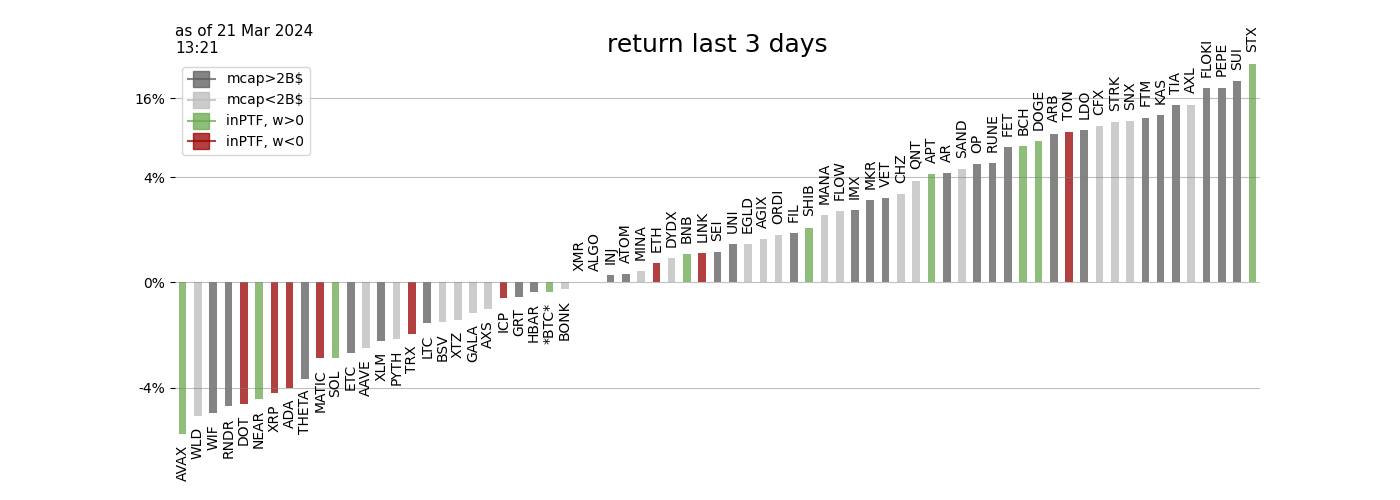 as of 21 Mar 2024
13:21
return last 3 days
mcap>2B$
mcap<2B$
inPTF, w>0
inPTF, w<0
16%
4%
0%
-4%
AVAX
WLD
WIF
RNDR
DOT
NEAR
XRP
ADA
THETA
MATIC
SOL
ETC
AAVE
XLM
PYTH
TRX
LTC
BSV
XTZ
GALA
AXS
ICP
GRT
HBAR
*BTC*
BONK
XMR
ALGO
INJ
ATOM
MINA
ETH
DYDX
BNB
LINK
SEI
UNI
EGLD
AGIX
ORDI
FIL
SHIB
MANA
FLOW
IMX
MKR
VET
CHZ
QNT
APT
AR
SAND
OP
RUNE
FET
BCH
DOGE
ARB
TON
LDO
CFX
STRK
SNX
FTM
KAS
TIA
AXL
FLOKI
PEPE
SUI
STX